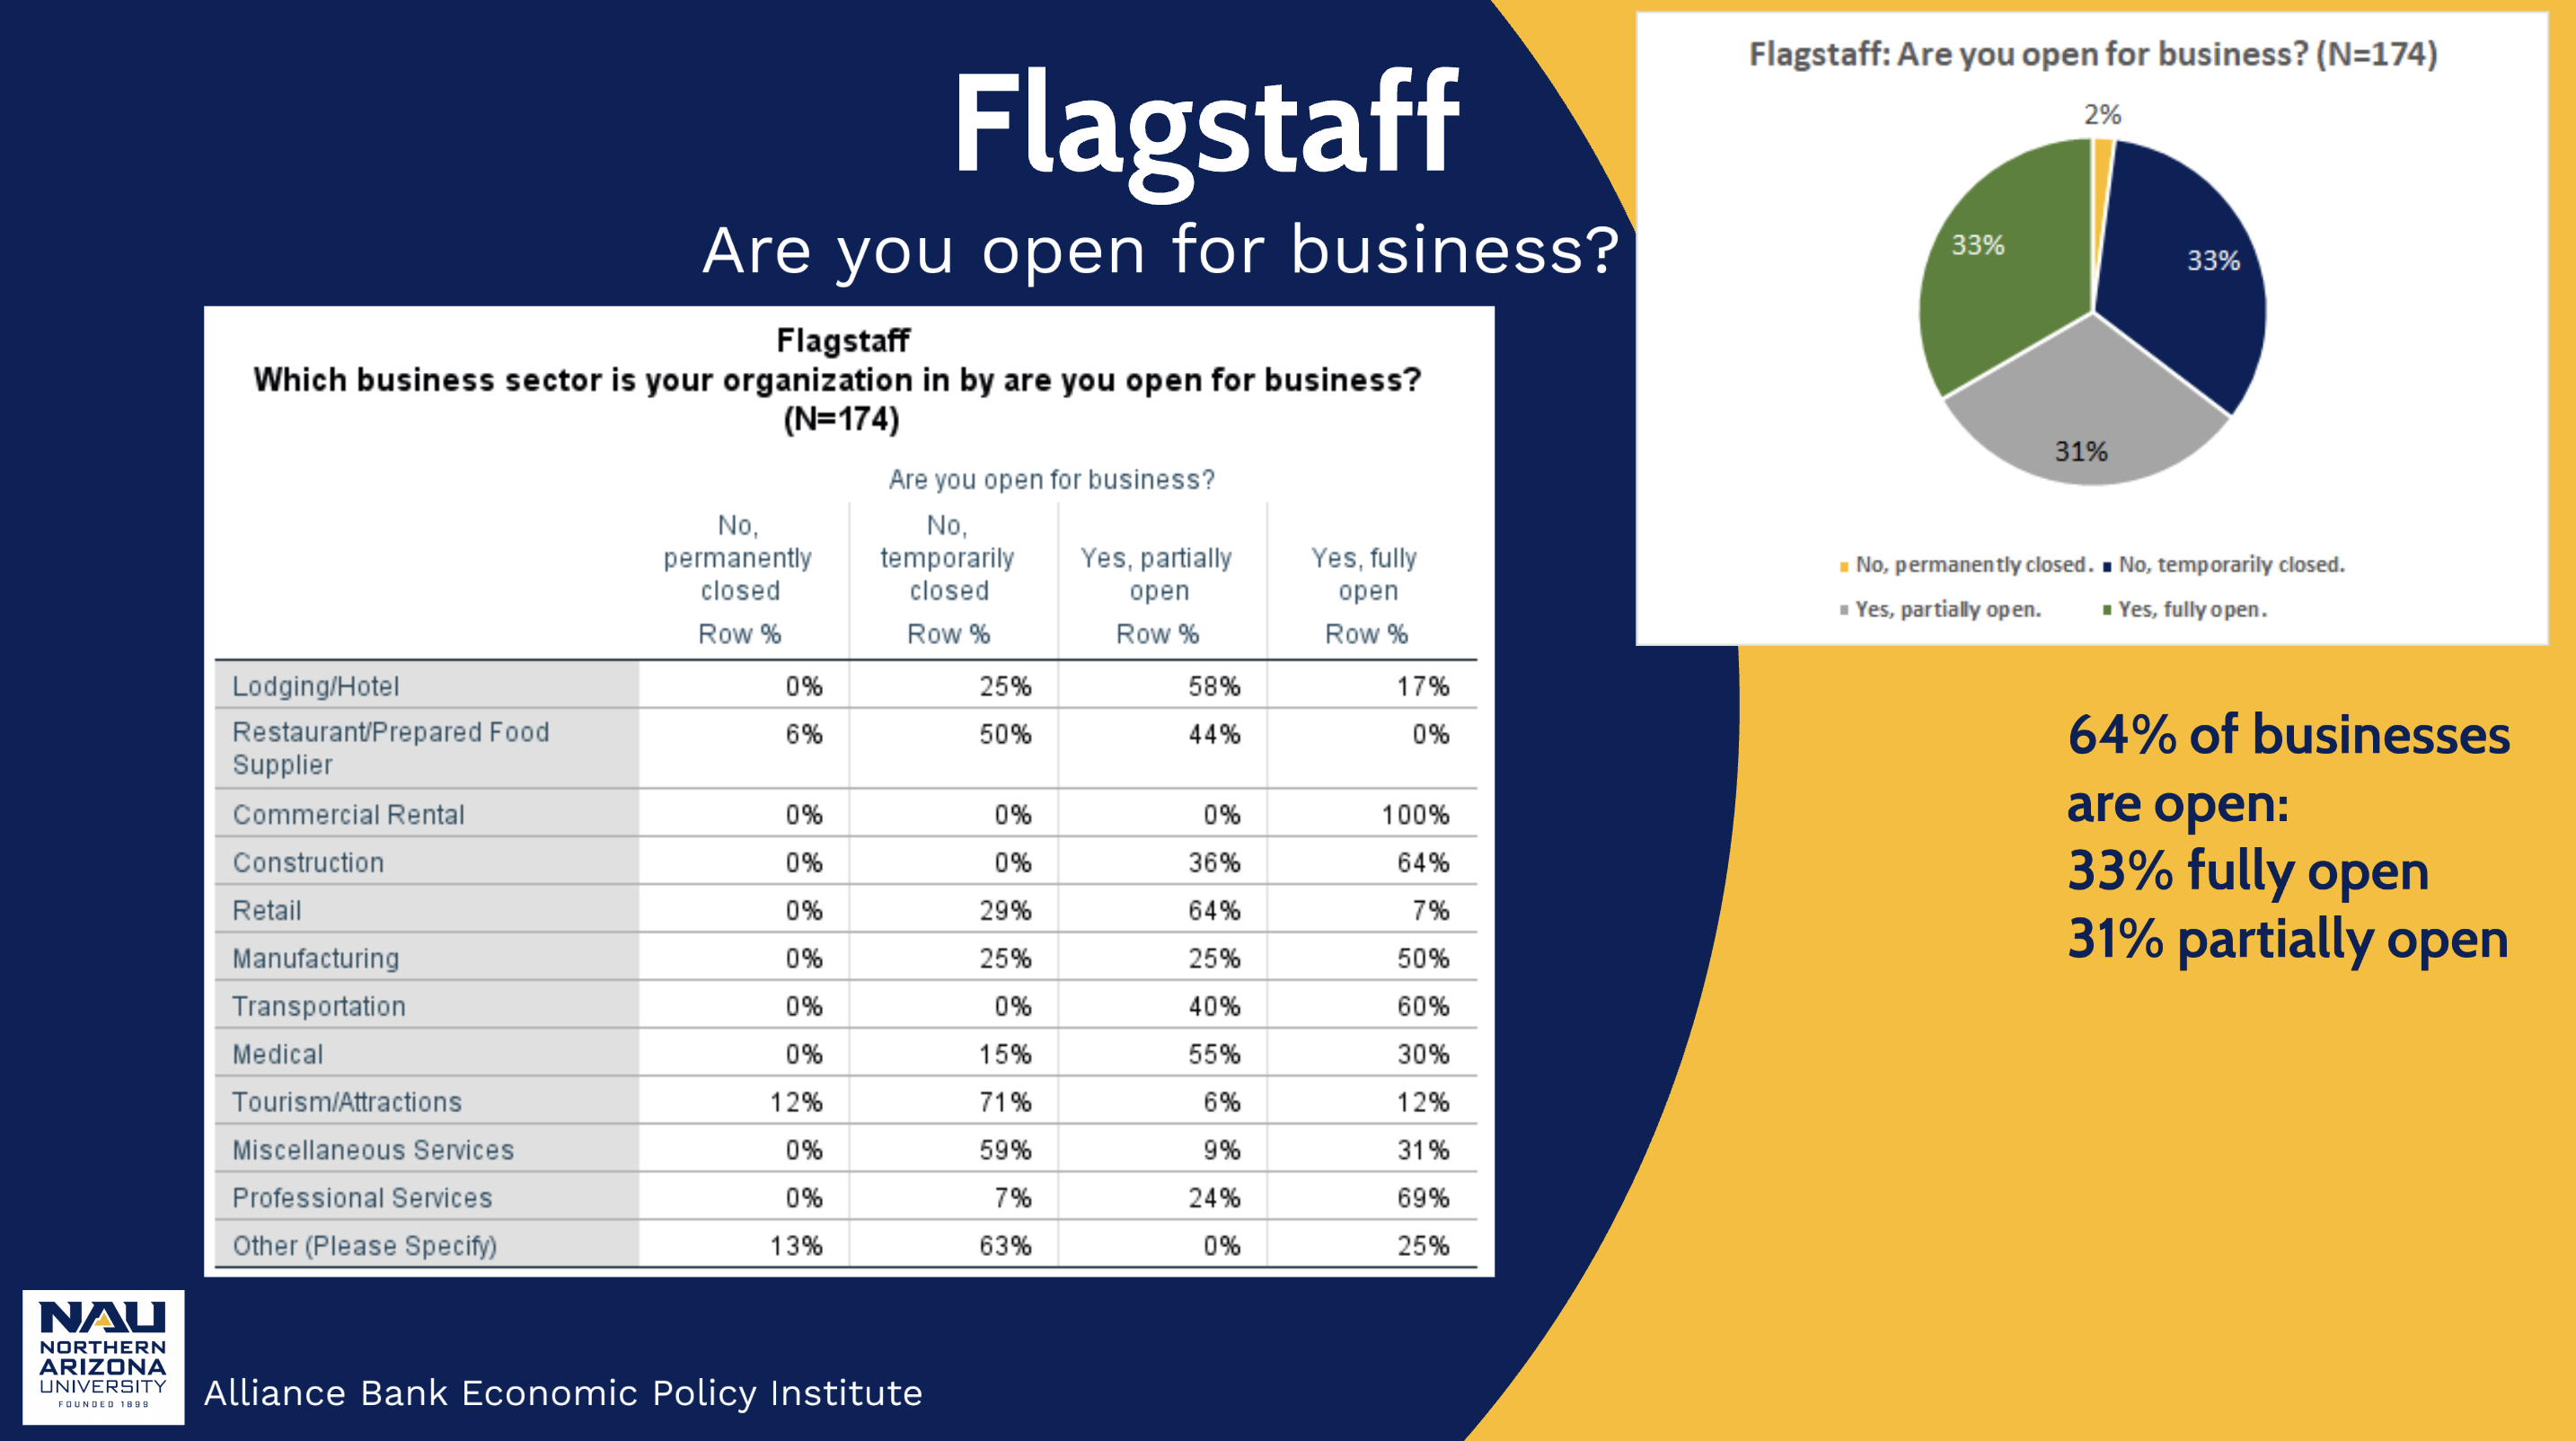 Flagstaff
Are you open for business?
Flagstaff
Which business sector is your organization in by are you open for business?
(N=174)
Are you open for business?
No, permanently closed No, temporarily closed Yes, partially open Yes, fully open
Row % Row % Row % Row %
Lodging/Hotel 0% 25% 58% 17%
Restaurant/Prepared Food Supplier 6% 50% 44% 0%
Commercial Rental 0% 0% 0% 100%
Construction 0% 0% 36% 64%
Retail 0% 29% 64% 7%
Manufacturing 0% 25% 25% 50%
Transportation 0% 0% 40% 60%
Medical 0% 15% 55% 30%
Tourism/Attractions 12% 71% 6% 12%
Miscellaneous Services 0% 59% 9% 31%
Professional Services 0% 7% 24% 69%
Other (Please Specify) 13% 63% 0% 25%
Flagstaff: Are you open for business? (N=174)
2%
33%
33%
31%
No, permanently closed. No, temporarily closed.
Yes, partially open. Yes, fully open.
64% of businesses
are open:
33% fully open
31% partially open
NAU
NORTHERN
ARIZONA
UNIVERSITY
FOUNDED 1899
Alliance Bank Economic Policy Institute